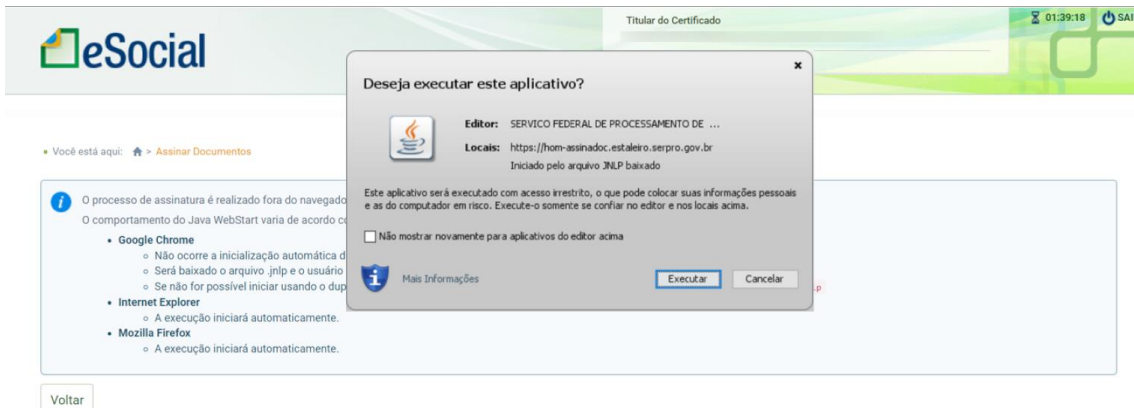 eSocial
Titular do Certificado
01:39:18
SAI
Deseja executar este aplicativo?
Editor: SERVICO FEDERAL DE PROCESSAMENTO DE ...
Locais: https://hom-assinadoc.estaleiro.serpro.gov.br
Iniciado pelo arquivo JNLP baixado
Este aplicativo será executado com acesso irrestrito, o que pode colocar suas informações pessoais
e as do computador em risco. Execute-o somente se confiar no editor e nos locais acima.
Não mostrar novamente para aplicativos do editor acima
Mais Informações
Executar
Cancelar
Você está aqui: > Assinar Documentos
O processo de assinatura é realizado fora do navegado
O comportamento do Java WebStart varia de acordo co
Google Chrome
Não ocorre a inicialização automática d
Será baixado o arquivo .jnlp e o usuário
Se não for possível iniciar usando o dup
.p
Internet Explorer
A execução iniciará automaticamente.
Mozilla Firefox
A execução iniciará automaticamente.
Voltar